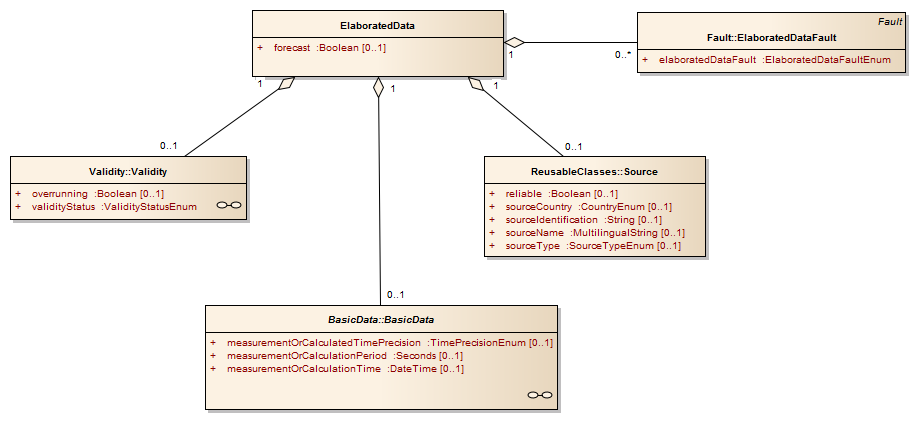 ElaboratedData
+ forecast :Boolean [0..1]
Fault
Fault::ElaboratedDataFault
+ elaboratedDataFault :ElaboratedDataFaultEnum
1
0..*
1
1
1
0..1
0..1
Validity::Validity
+ overrunning :Boolean [0..1]
+ validityStatus :ValidityStatusEnum
ReusableClasses::Source
+ reliable :Boolean [0..1]
+ sourceCountry :CountryEnum [0..1]
+ sourceIdentification :String [0..1]
+ sourceName :MultilingualString [0..1]
+ sourceType :SourceTypeEnum [0..1]
0..1
BasicData::BasicData
+ measurementOrCalculatedTimePrecision :TimePrecisionEnum [0..1]
+ measurementOrCalculationPeriod :Seconds [0..1]
+ measurementOrCalculationTime :DateTime [0..1]